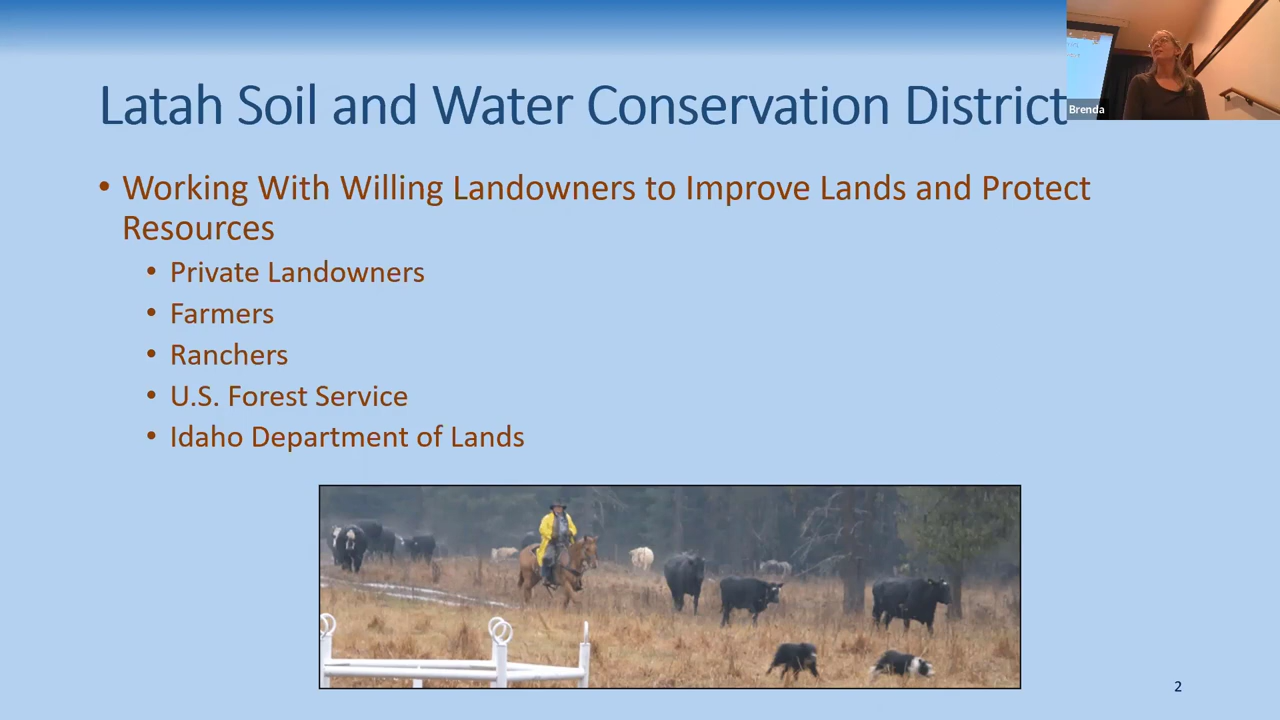 Latah Soil and Water Conservation District
Brenda
• Working With Willing Landowners to Improve Lands and Protect
Resources
• Private Landowners
• Farmers
• Ranchers
• U.S. Forest Service
• Idaho Department of Lands
2